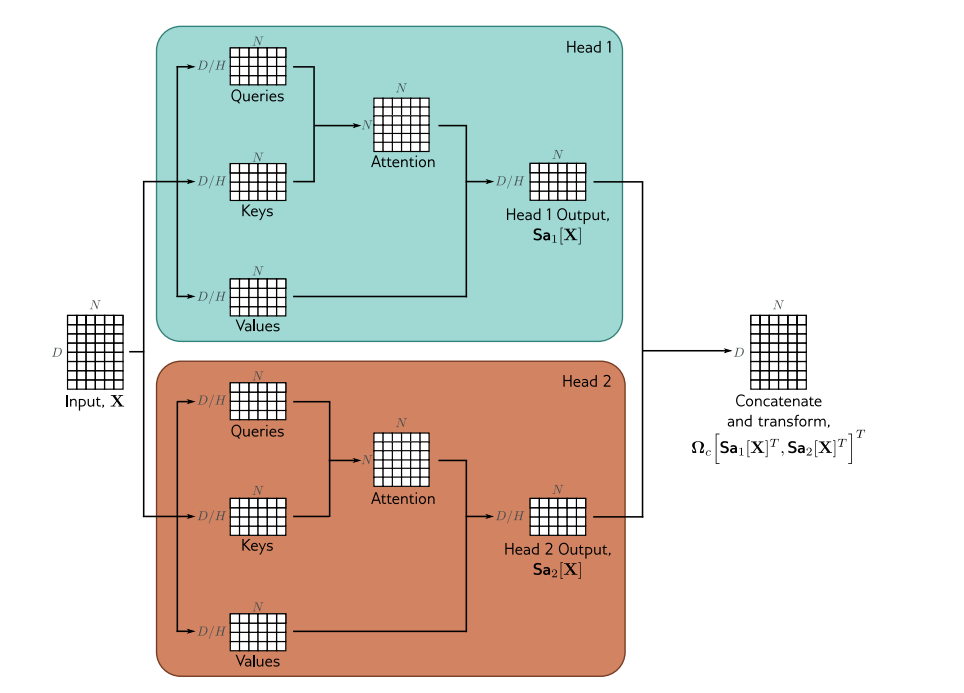 Head 1
N
D/H
Queries
N
N
Attention
N
D/H
Keys
N
D/H
Head 1 Output,
Sa₁[X]
N
D/H
Values
N
D
Input, X
N
D
Concatenate
and transform,
Ω_c[Sa₁[X]ᵀ, Sa₂[X]ᵀ]ᵀ
Head 2
N
D/H
Queries
N
N
Attention
N
D/H
Keys
N
D/H
Head 2 Output,
Sa₂[X]
N
D/H
Values